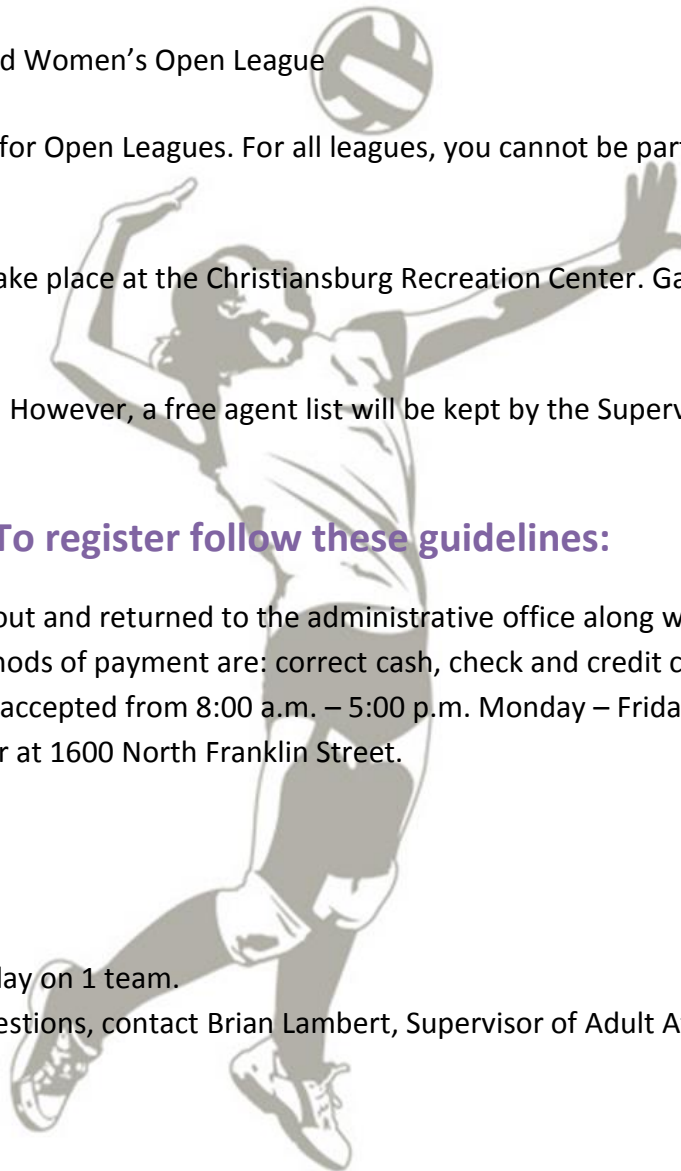 d Women’s Open League
for Open Leagues. For all leagues, you cannot be part
ake place at the Christiansburg Recreation Center. Ga
However, a free agent list will be kept by the Superv
To register follow these guidelines:
out and returned to the administrative office along w
hods of payment are: correct cash, check and credit c
accepted from 8:00 a.m. – 5:00 p.m. Monday – Frida
r at 1600 North Franklin Street.
lay on 1 team.
estions, contact Brian Lambert, Supervisor of Adult At